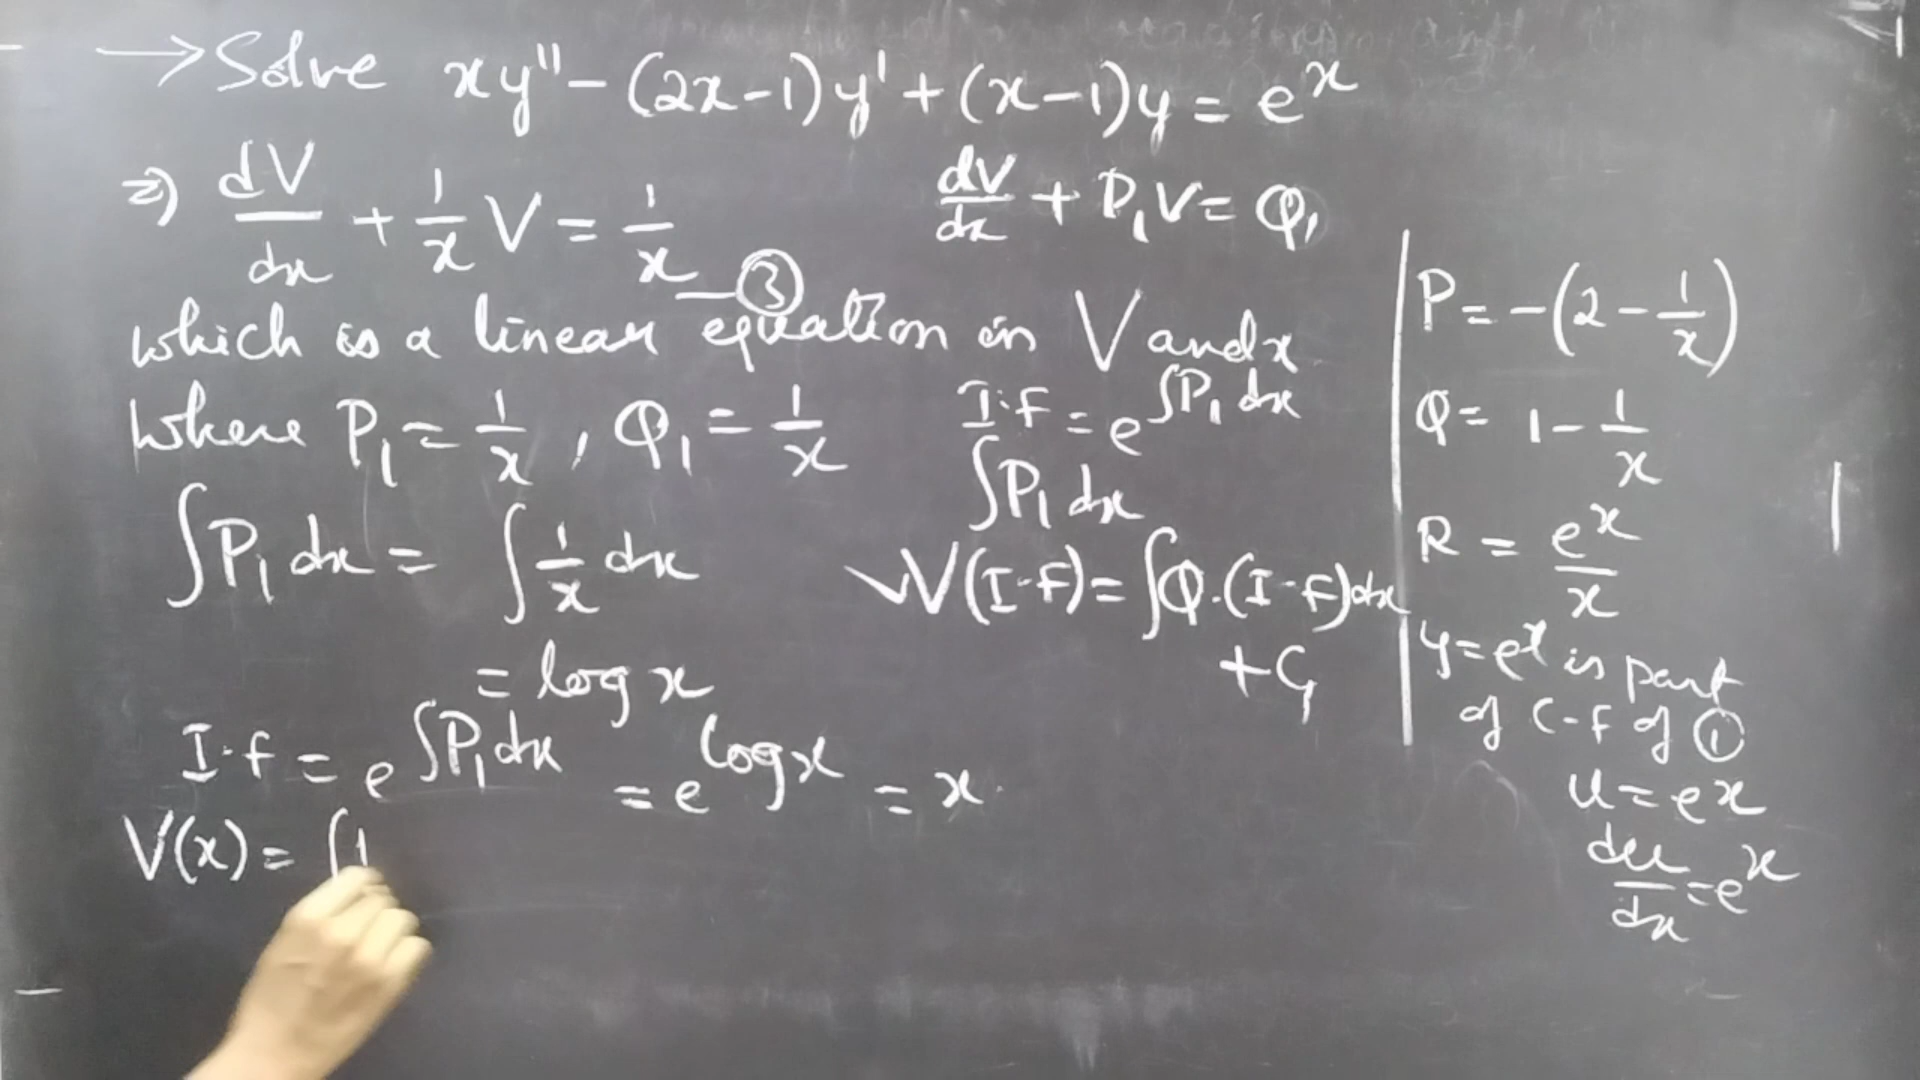 → Solve xy'' - (2x-1)y' + (x-1)y = e^x
⇒ dV/dx + 1/x V = 1/x — ③
dV/dx + P₁V = Q₁
which is a linear equation in V and x
where P₁ = 1/x , Q₁ = 1/x
I.F = e^∫P₁dx
∫P₁dx
∫P₁dx = ∫1/x dx
= log x
✓V(I.F) = ∫Q.(I.F)dx
+ C₁
I.F = e^∫P₁dx = e^log x = x.
V(x) = ∫1
P = -(2 - 1/x)
Q = 1 - 1/x
R = e^x/x
y = e^x is part
of C.F of ①
u = e^x
du/dx = e^x